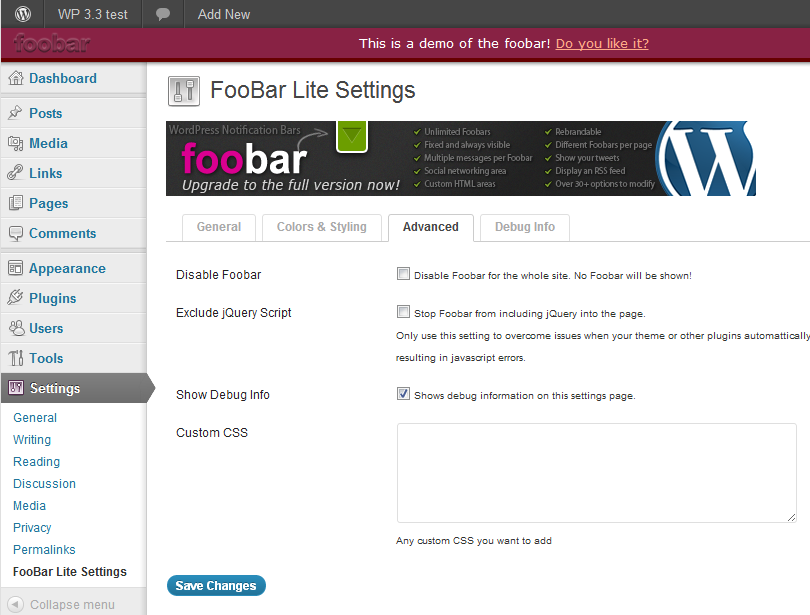 WP 3.3 test Add New
foobar This is a demo of the foobar! Do you like it?
Dashboard
Posts
Media
Links
Pages
Comments
Appearance
Plugins
Users
Tools
Settings
General
Writing
Reading
Discussion
Media
Privacy
Permalinks
FooBar Lite Settings
Collapse menu
FooBar Lite Settings
WordPress Notification Bars
foobar
Upgrade to the full version now!
Unlimited Foobars
Fixed and always visible
Multiple messages per Foobar
Social networking area
Custom HTML areas
Rebrandable
Different Foobars per page
Show your tweets
Display an RSS feed
Over 30+ options to modify
General Colors & Styling Advanced Debug Info
Disable Foobar Disable Foobar for the whole site. No Foobar will be shown!
Exclude jQuery Script Stop Foobar from including jQuery into the page.
Only use this setting to overcome issues when your theme or other plugins automattically
resulting in javascript errors.
Show Debug Info Shows debug information on this settings page.
Custom CSS
Any custom CSS you want to add
Save Changes